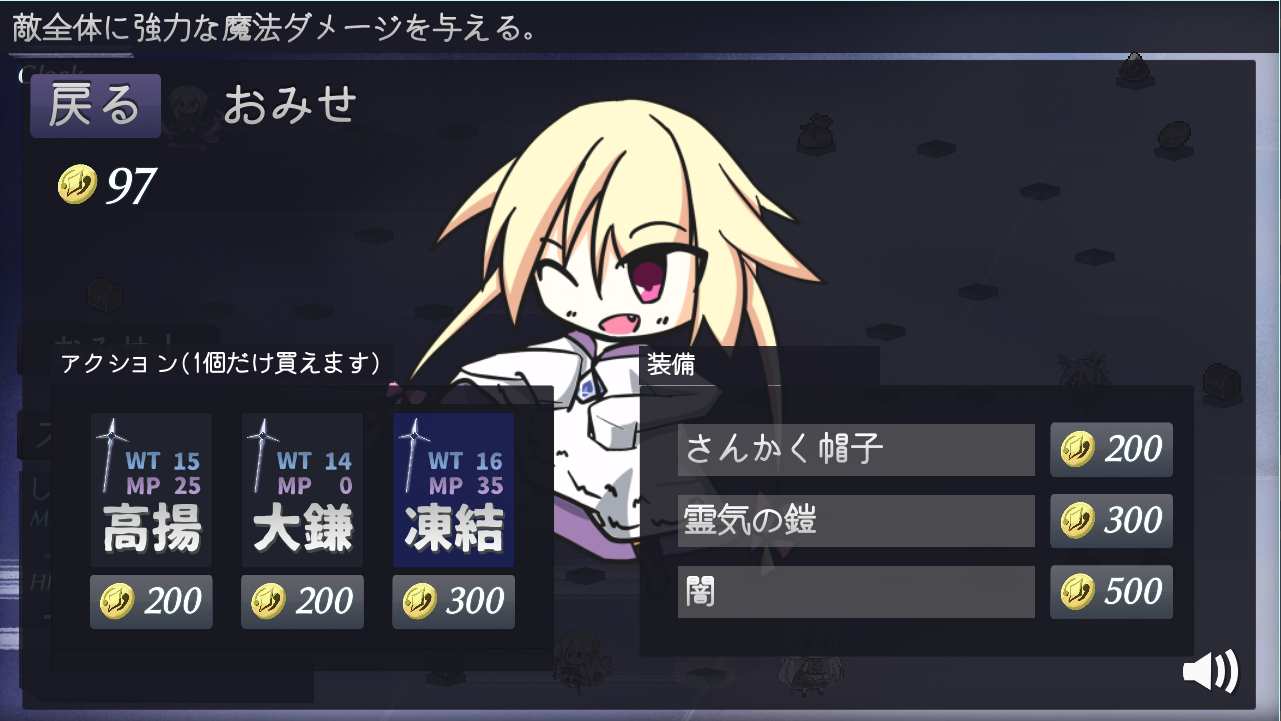 敵全体に強力な魔法ダメージを与える。
戻る おみせ
97
アクション(1個だけ買えます)
WT 15
MP 25
高揚
200
WT 14
MP 0
大鎌
200
WT 16
MP 35
凍結
300
装備
さんかく帽子 200
霊気の鎧 300
闇 500